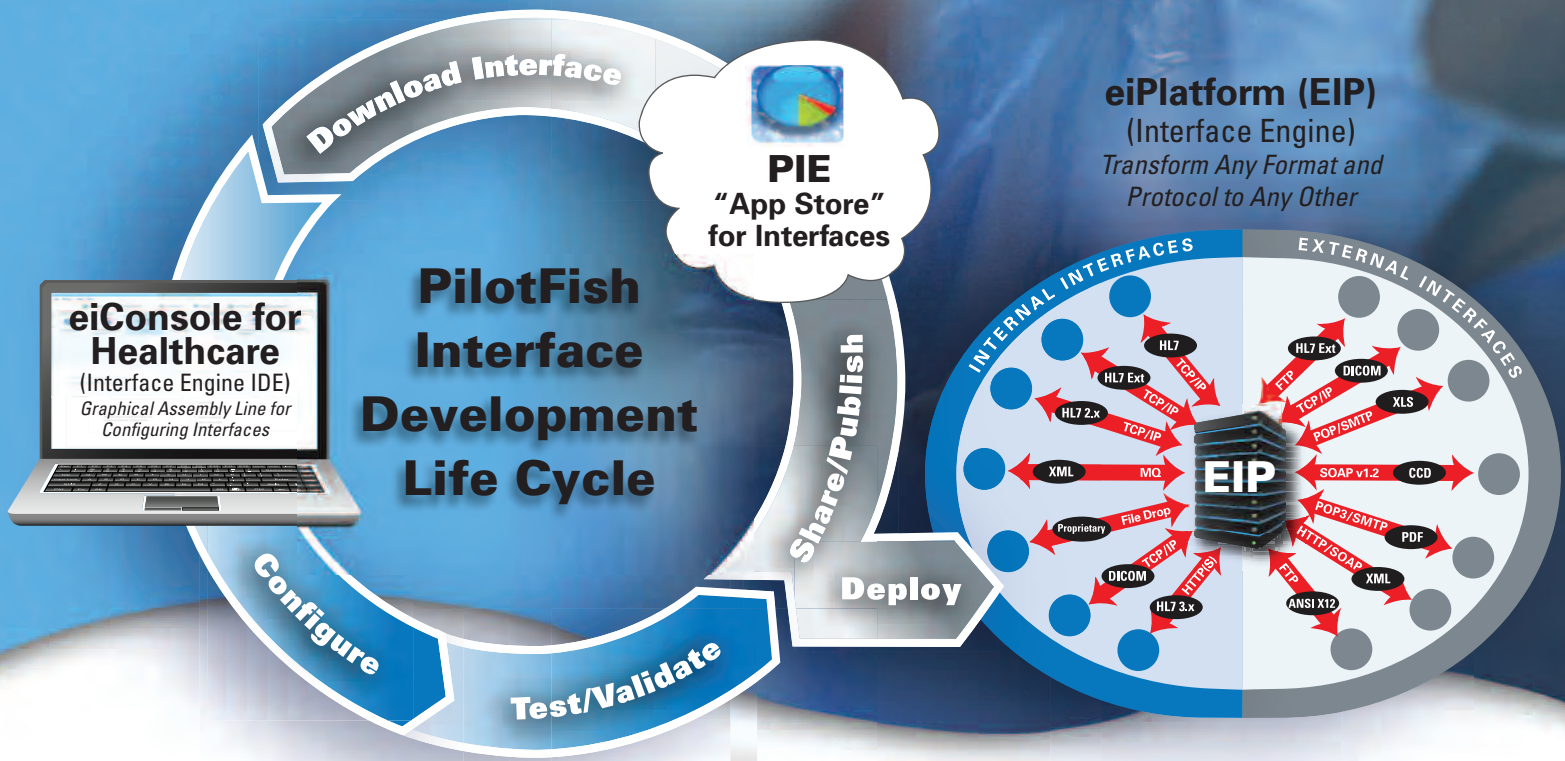 Download Interface
PIE
“App Store”
for Interfaces
eiPlatform (EIP)
(Interface Engine)
Transform Any Format and
Protocol to Any Other
eiConsole for
Healthcare
(Interface Engine IDE)
Graphical Assembly Line for
Configuring Interfaces
PilotFish
Interface
Development
Life Cycle
Share/Publish
Configure
Test/Validate
Deploy
INTERNAL INTERFACES
EXTERNAL INTERFACES
HL7
TCP/IP
HL7 Ext
TCP/IP
HL7 2.x
TCP/IP
XML
MQ
Proprietary
File Drop
DICOM
TCP/IP
HL7 3.x
HTTP(S)
EIP
HL7 Ext
FTP
DICOM
TCP/IP
XLS
POP/SMTP
SOAP v1.2
CCD
POP3/SMTP
PDF
HTTP/SOAP
XML
FTP
ANSI X12